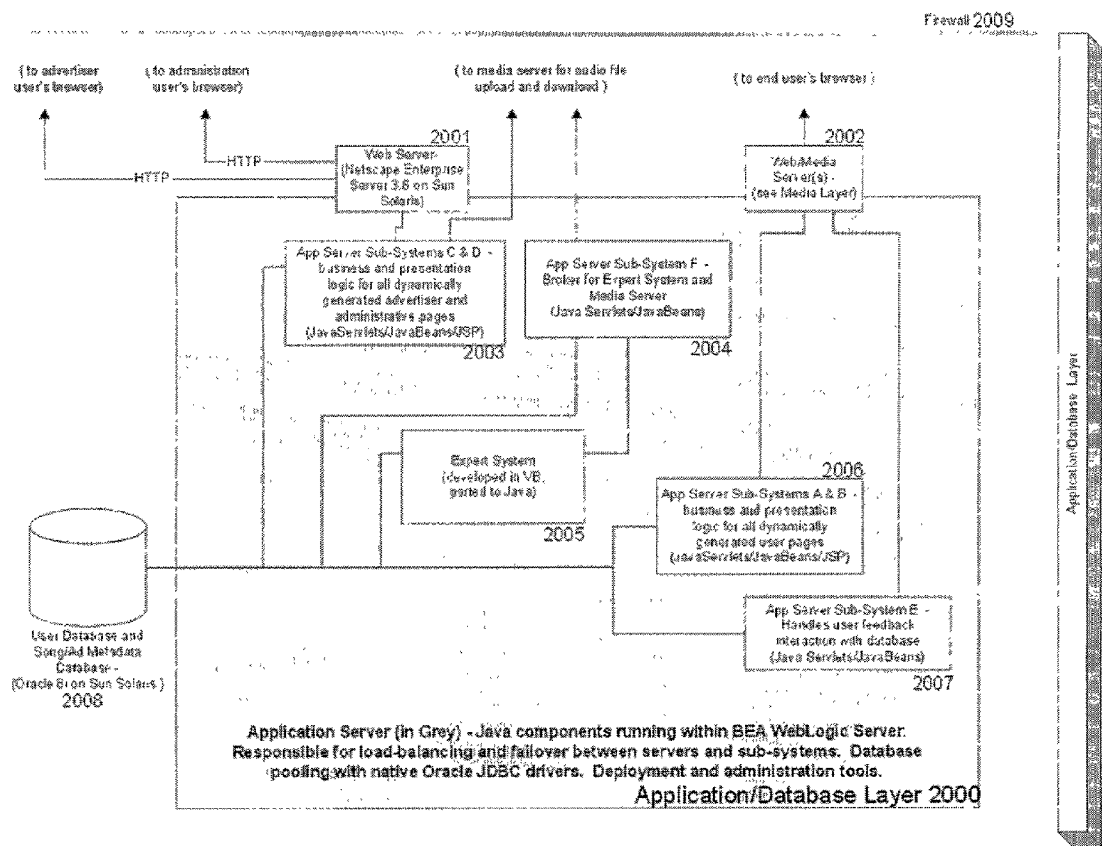 Firewall 2009
( to advertiser
user's browser)
( to administration
user's browser)
( to media server for audio file
upload and download )
( to end user's browser )
2001
2002
HTTP
HTTP
Web Server-
(Netscape Enterprise
Server 3.6 on Sun
Solaris)
Web/Media
Server(s) -
(see Media Layer)
App Server Sub-Systems C & D -
business and presentation
logic for all dynamically
generated advertiser and
administrative pages
(JavaServlets/JavaBeans/JSP)
2003
App Server Sub-System F -
Broker for Expert System and
Media Server
(Java Servlets/JavaBeans)
2004
Application/Database Layer
Expert System
(developed in VB,
ported to Java)
2005
2006
App Server Sub-Systems A & B -
business and presentation
logic for all dynamically
generated user pages
(JavaServlets/JavaBeans/JSP)
App Server Sub-System E -
Handles user feedback
interaction with database
(Java Servlets/JavaBeans)
2007
User Database and
Song/Ad Metadata
Database -
(Oracle 8i on Sun Solaris )
2008
Application Server (in Grey) - Java components running within BEA WebLogic Server.
Responsible for load-balancing and failover between servers and sub-systems. Database
pooling with native Oracle JDBC drivers. Deployment and administration tools.
Application/Database Layer 2000